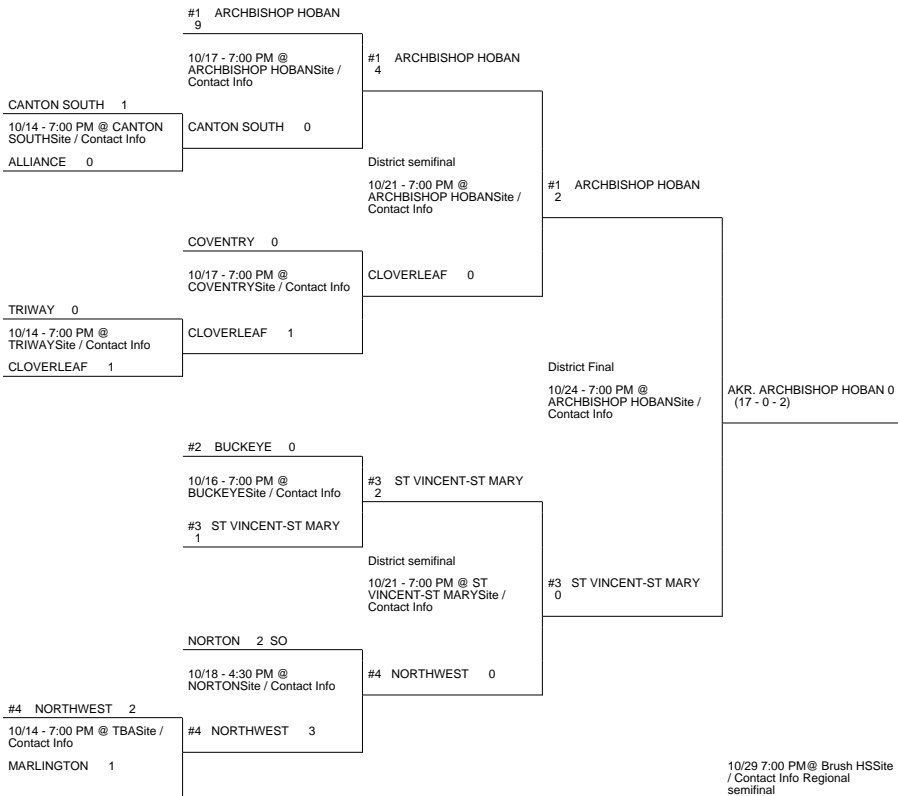 #1 ARCHBISHOP HOBAN
9
10/17 - 7:00 PM @
ARCHBISHOP HOBANSite /
Contact Info
#1 ARCHBISHOP HOBAN
4
CANTON SOUTH 1
10/14 - 7:00 PM @ CANTON
SOUTHSite / Contact Info
ALLIANCE 0
CANTON SOUTH 0
District semifinal
10/21 - 7:00 PM @
ARCHBISHOP HOBANSite /
Contact Info
#1 ARCHBISHOP HOBAN
2
COVENTRY 0
10/17 - 7:00 PM @
COVENTRYSite / Contact Info
CLOVERLEAF 0
TRIWAY 0
10/14 - 7:00 PM @
TRIWAYSite / Contact Info
CLOVERLEAF 1
CLOVERLEAF 1
District Final
10/24 - 7:00 PM @
ARCHBISHOP HOBANSite /
Contact Info
AKR. ARCHBISHOP HOBAN 0
(17 - 0 - 2)
#2 BUCKEYE 0
10/16 - 7:00 PM @
BUCKEYESite / Contact Info
#3 ST VINCENT-ST MARY
1
#3 ST VINCENT-ST MARY
2
District semifinal
10/21 - 7:00 PM @ ST
VINCENT-ST MARYSite /
Contact Info
#3 ST VINCENT-ST MARY
0
NORTON 2 SO
10/18 - 4:30 PM @
NORTONSite / Contact Info
#4 NORTHWEST 0
#4 NORTHWEST 2
10/14 - 7:00 PM @ TBASite /
Contact Info
MARLINGTON 1
#4 NORTHWEST 3
10/29 7:00 PM@ Brush HSSite
/ Contact Info Regional
semifinal